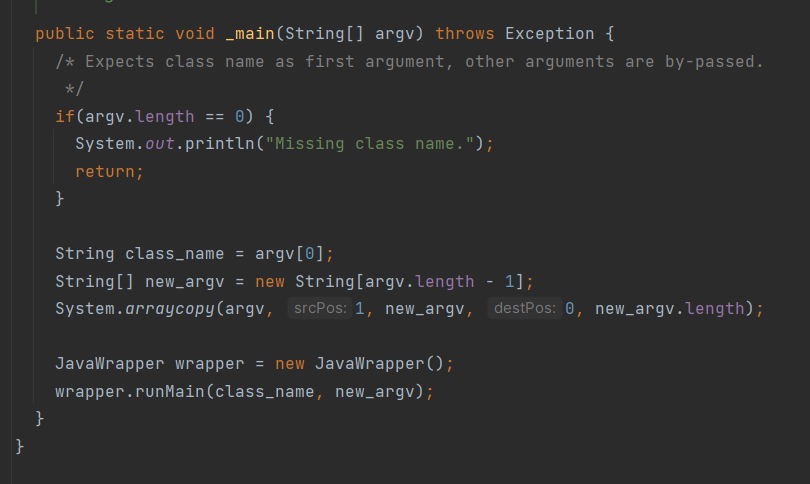 public static void _main(String[] argv) throws Exception {
/* Expects class name as first argument, other arguments are by-passed.
*/
if(argv.length == 0) {
System.out.println("Missing class name.");
return;
}
String class_name = argv[0];
String[] new_argv = new String[argv.length - 1];
System.arraycopy(argv, srcPos: 1, new_argv, destPos: 0, new_argv.length);
JavaWrapper wrapper = new JavaWrapper();
wrapper.runMain(class_name, new_argv);
}
}